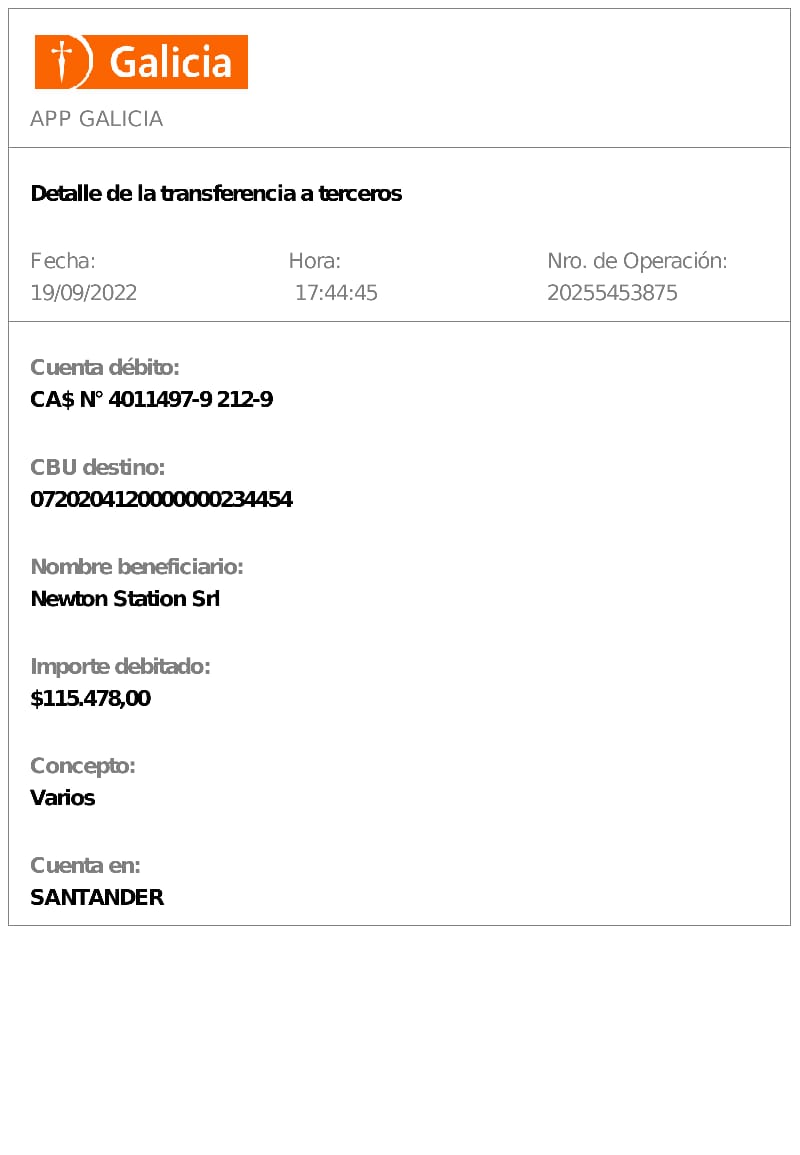 Galicia
APP GALICIA
Detalle de la transferencia a terceros
Fecha: Hora: Nro. de Operación:
19/09/2022 17:44:45 20255453875
Cuenta débito:
CA$ N° 4011497-9 212-9
CBU destino:
0720204120000000234454
Nombre beneficiario:
Newton Station Srl
Importe debitado:
$115.478,00
Concepto:
Varios
Cuenta en:
SANTANDER